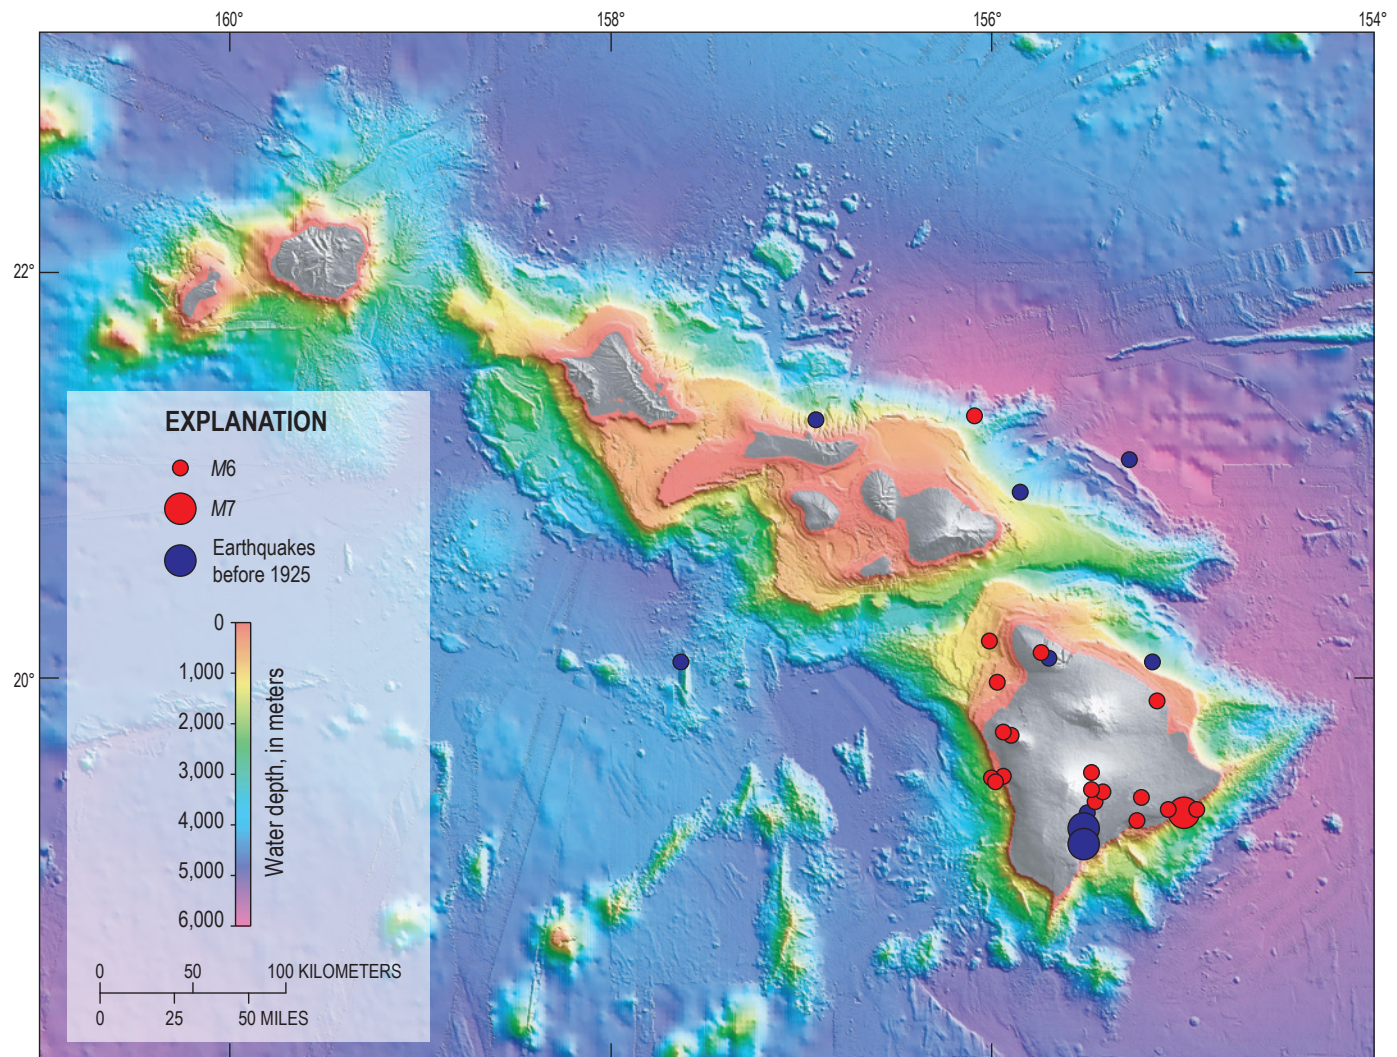 160°
158°
156°
154°
22°
20°
EXPLANATION
M6
M7
Earthquakes
before 1925
0
1,000
2,000
3,000
4,000
5,000
6,000
Water depth, in meters
0 50 100 KILOMETERS
0 25 50 MILES